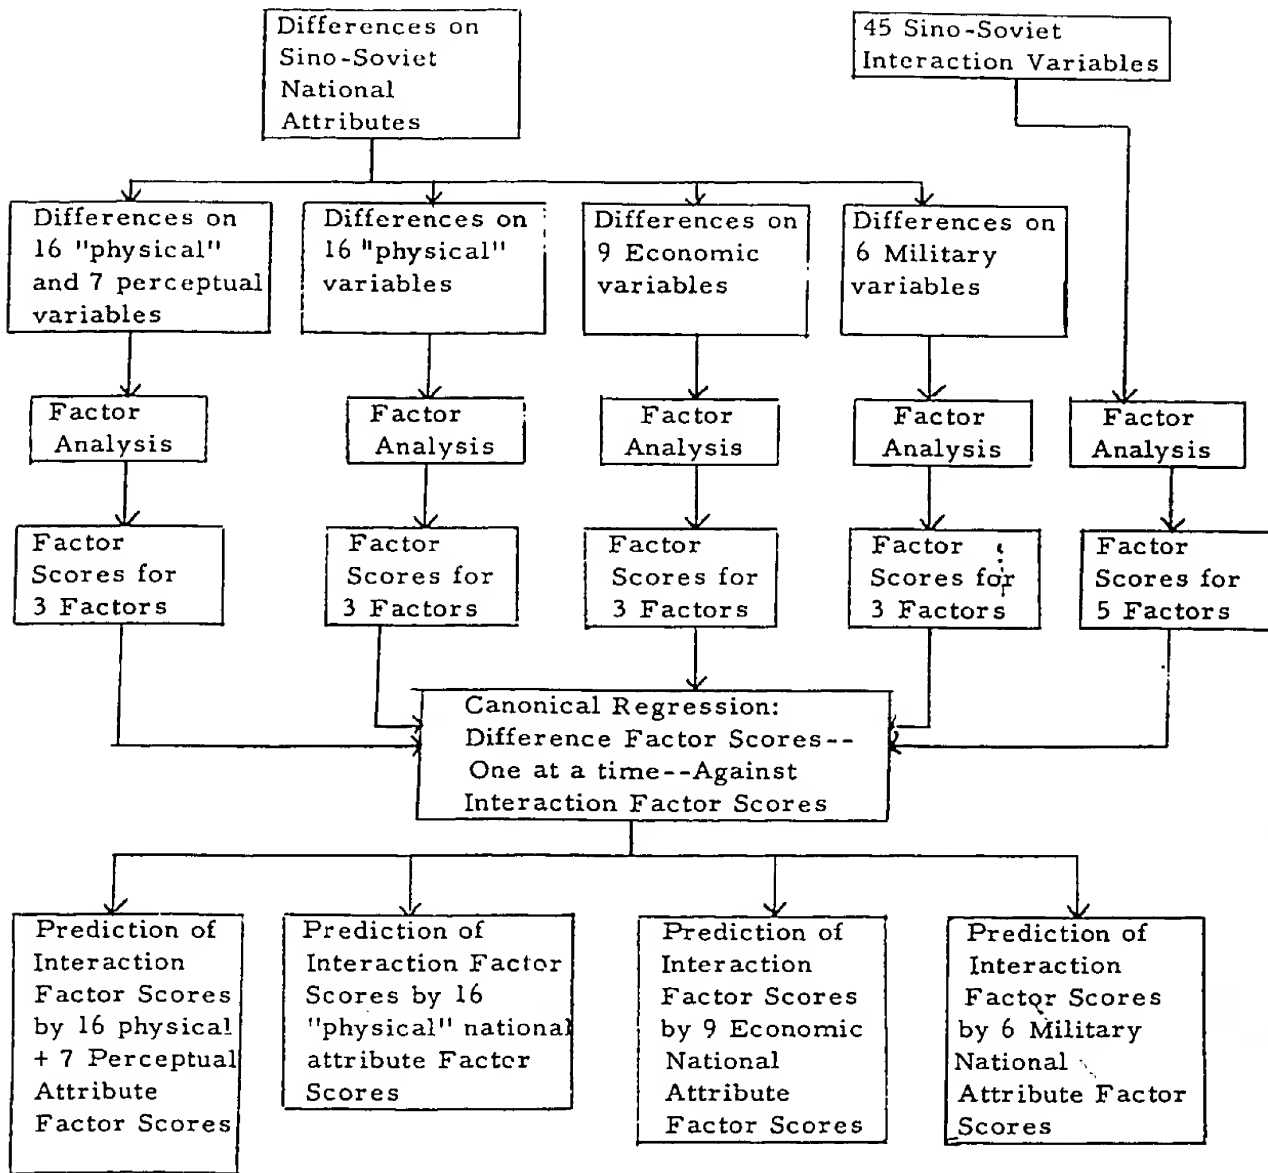 Differences on
Sino-Soviet
National
Attributes
45 Sino-Soviet
Interaction Variables
Differences on
16 "physical"
and 7 perceptual
variables
Differences on
16 "physical"
variables
Differences on
9 Economic
variables
Differences on
6 Military
variables
Factor
Analysis
Factor
Analysis
Factor
Analysis
Factor
Analysis
Factor
Analysis
Factor
Scores for
3 Factors
Factor
Scores for
3 Factors
Factor
Scores for
3 Factors
Factor
Scores for
3 Factors
Factor
Scores for
5 Factors
Canonical Regression:
Difference Factor Scores--
One at a time--Against
Interaction Factor Scores
Prediction of
Interaction
Factor Scores
by 16 physical
+ 7 Perceptual
Attribute
Factor Scores
Prediction of
Interaction Factor
Scores by 16
"physical" national
attribute Factor
Scores
Prediction of
Interaction
Factor Scores
by 9 Economic
National
Attribute
Factor Scores
Prediction of
Interaction
Factor Scores
by 6 Military
National
Attribute Factor
Scores